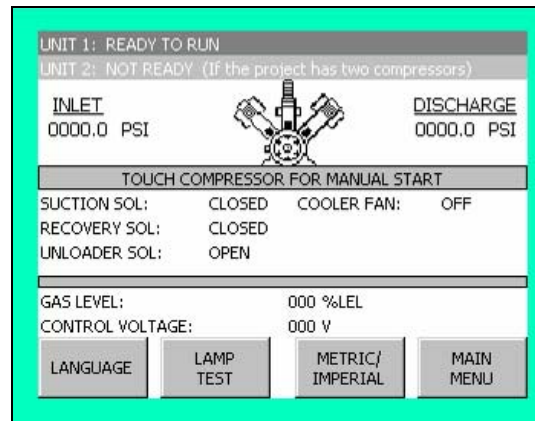 UNIT 1: READY TO RUN
UNIT 2: NOT READY (If the project has two compressors)
INLET DISCHARGE
0000.0 PSI 0000.0 PSI
TOUCH COMPRESSOR FOR MANUAL START
SUCTION SOL: CLOSED COOLER FAN: OFF
RECOVERY SOL: CLOSED
UNLOADER SOL: OPEN
GAS LEVEL: 000 %LEL
CONTROL VOLTAGE: 000 V
LANGUAGE LAMP TEST METRIC/ IMPERIAL MAIN MENU